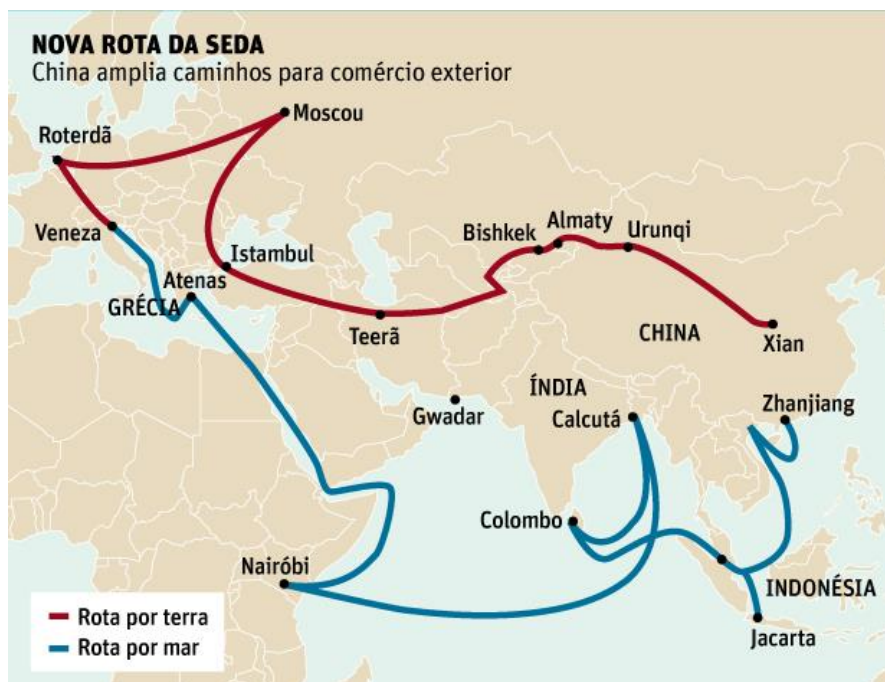 NOVA ROTA DA SEDA
China amplia caminhos para comércio exterior
Moscou
Roterdã
Veneza
Istambul
Atenas
GRÉCIA
Teerã
Bishkek
Almaty
Urunqi
CHINA
Xian
ÍNDIA
Gwadar
Calcutá
Zhanjiang
Colombo
Nairóbi
INDONÉSIA
Jacarta
Rota por terra
Rota por mar